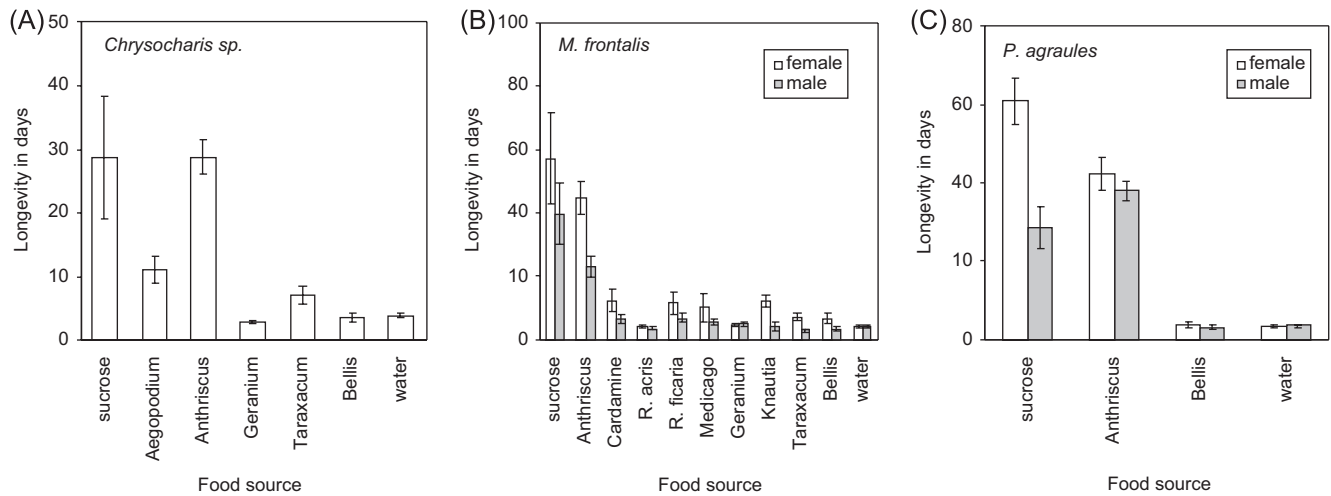 (A)
Chrysocharis sp.
Longevity in days
50
40
30
20
10
0
sucrose
Aegopodium
Anthriscus
Geranium
Taraxacum
Bellis
water
Food source
(B)
M. frontalis
female
male
Longevity in days
100
60
40
10
0
sucrose
Anthriscus
Cardamine
R. acris
R. ficaria
Medicago
Geranium
Knautia
Taraxacum
Bellis
water
Food source
(C)
P. agraules
female
male
Longevity in days
80
60
40
10
0
sucrose
Anthriscus
Bellis
water
Food source